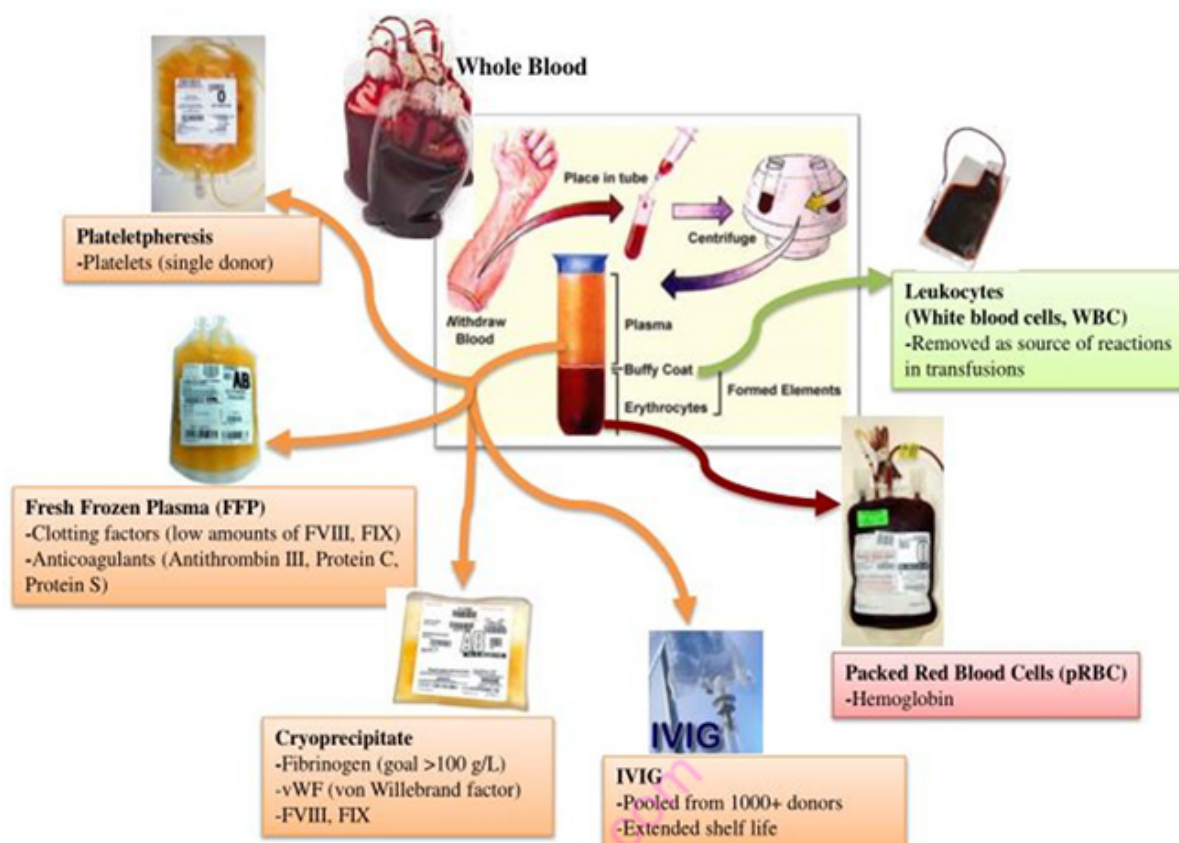 Whole Blood
Place in tube
Centrifuge
Withdraw
Blood
Plasma
Buffy Coat
Erythrocytes
Formed Elements
Plateletpheresis
-Platelets (single donor)
Leukocytes
(White blood cells, WBC)
-Removed as source of reactions
in transfusions
O
AB
Fresh Frozen Plasma (FFP)
-Clotting factors (low amounts of FVIII, FIX)
-Anticoagulants (Antithrombin III, Protein C,
Protein S)
AB
Packed Red Blood Cells (pRBC)
-Hemoglobin
IVIG
Cryoprecipitate
-Fibrinogen (goal >100 g/L)
-vWF (von Willebrand factor)
-FVIII, FIX
IVIG
-Pooled from 1000+ donors
-Extended shelf life
com